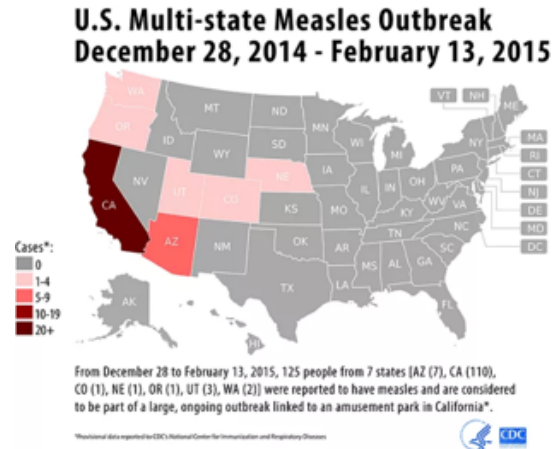 U.S. Multi-state Measles Outbreak
December 28, 2014 - February 13, 2015
WA
MT
ND
MN
VT
NH
ME
OR
ID
WY
SD
WI
MI
NY
MA
RI
CT
NJ
DE
MD
DC
NV
UT
CO
NE
IA
IL
IN
OH
PA
CA
KS
MO
KY
WV
VA
AZ
NM
OK
AR
TN
NC
SC
TX
LA
MS
AL
GA
FL
AK
HI
Cases*:
0
1-4
5-9
10-19
20+
From December 28 to February 13, 2015, 125 people from 7 states [AZ (7), CA (110),
CO (1), NE (1), OR (1), UT (3), WA (2)] were reported to have measles and are considered
to be part of a large, ongoing outbreak linked to an amusement park in California*.
*Provisional data reported to CDC's National Center for Immunization and Respiratory Diseases
CDC